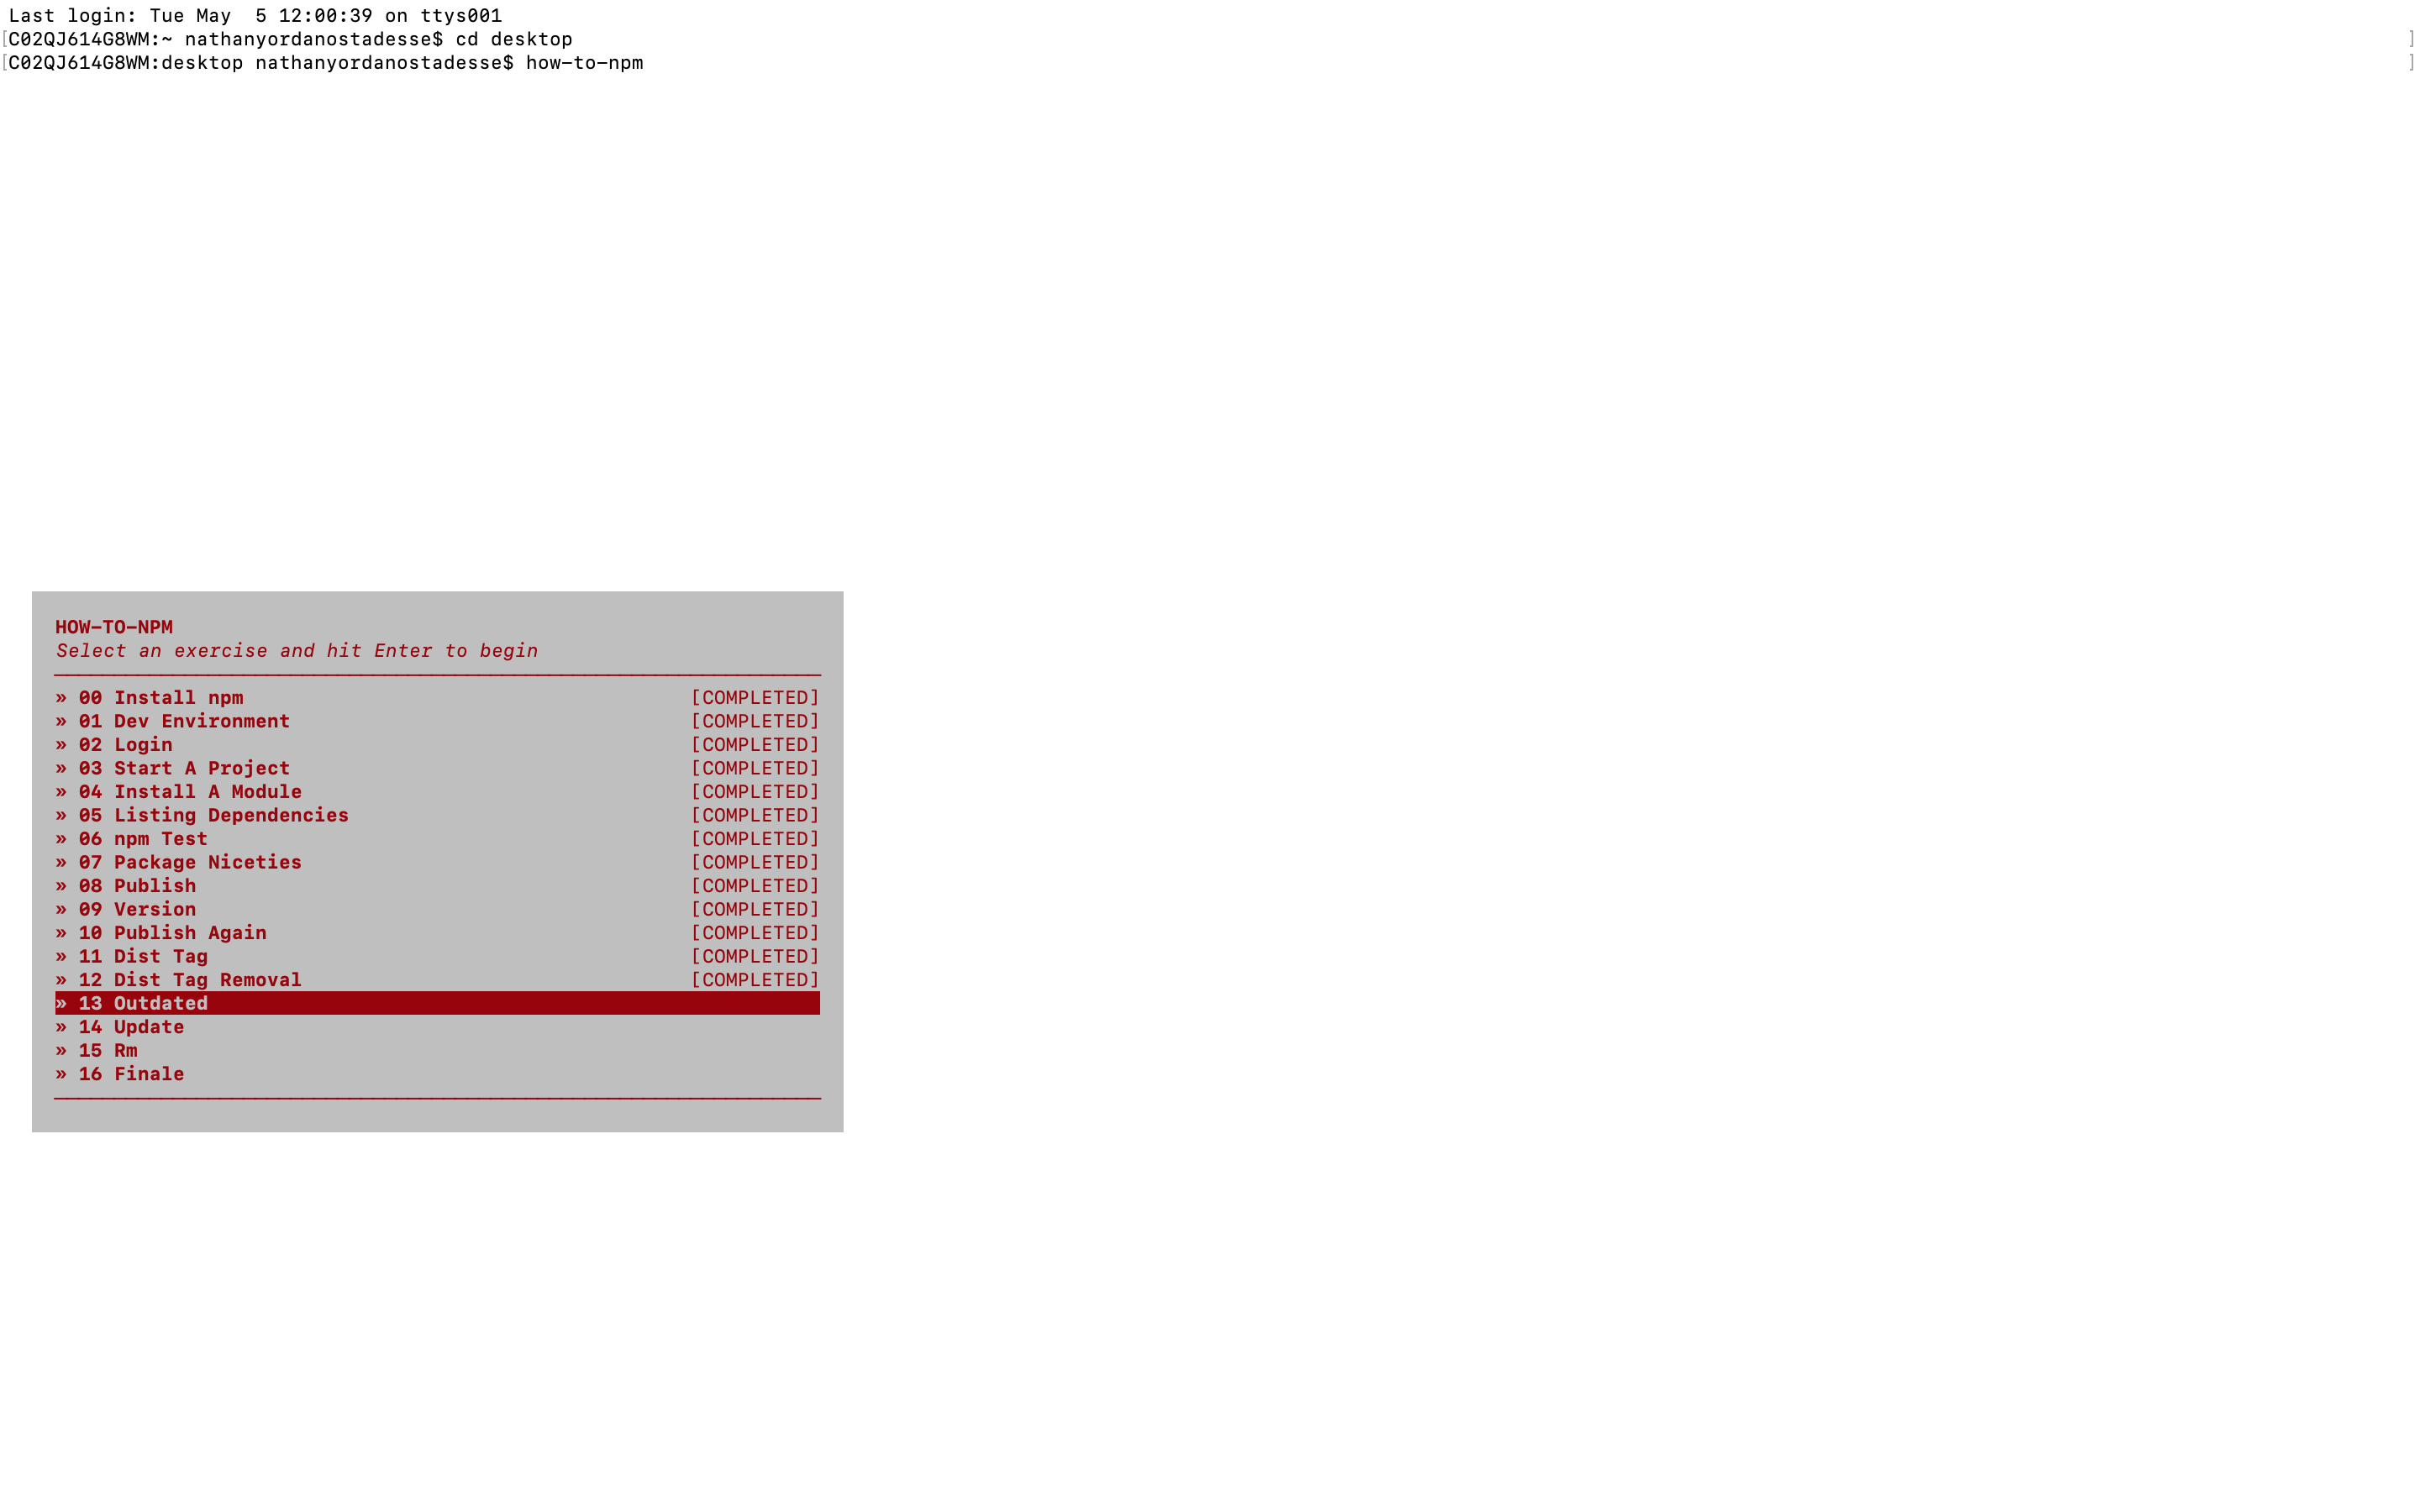 Last login: Tue May  5 12:00:39 on ttys001
[C02QJ614G8WM:~ nathanyordanostadesse$ cd desktop ]
[C02QJ614G8WM:desktop nathanyordanostadesse$ how-to-npm ]
HOW-TO-NPM
Select an exercise and hit Enter to begin
» 00 Install npm [COMPLETED]
» 01 Dev Environment [COMPLETED]
» 02 Login [COMPLETED]
» 03 Start A Project [COMPLETED]
» 04 Install A Module [COMPLETED]
» 05 Listing Dependencies [COMPLETED]
» 06 npm Test [COMPLETED]
» 07 Package Niceties [COMPLETED]
» 08 Publish [COMPLETED]
» 09 Version [COMPLETED]
» 10 Publish Again [COMPLETED]
» 11 Dist Tag [COMPLETED]
» 12 Dist Tag Removal [COMPLETED]
» 13 Outdated
» 14 Update
» 15 Rm
» 16 Finale